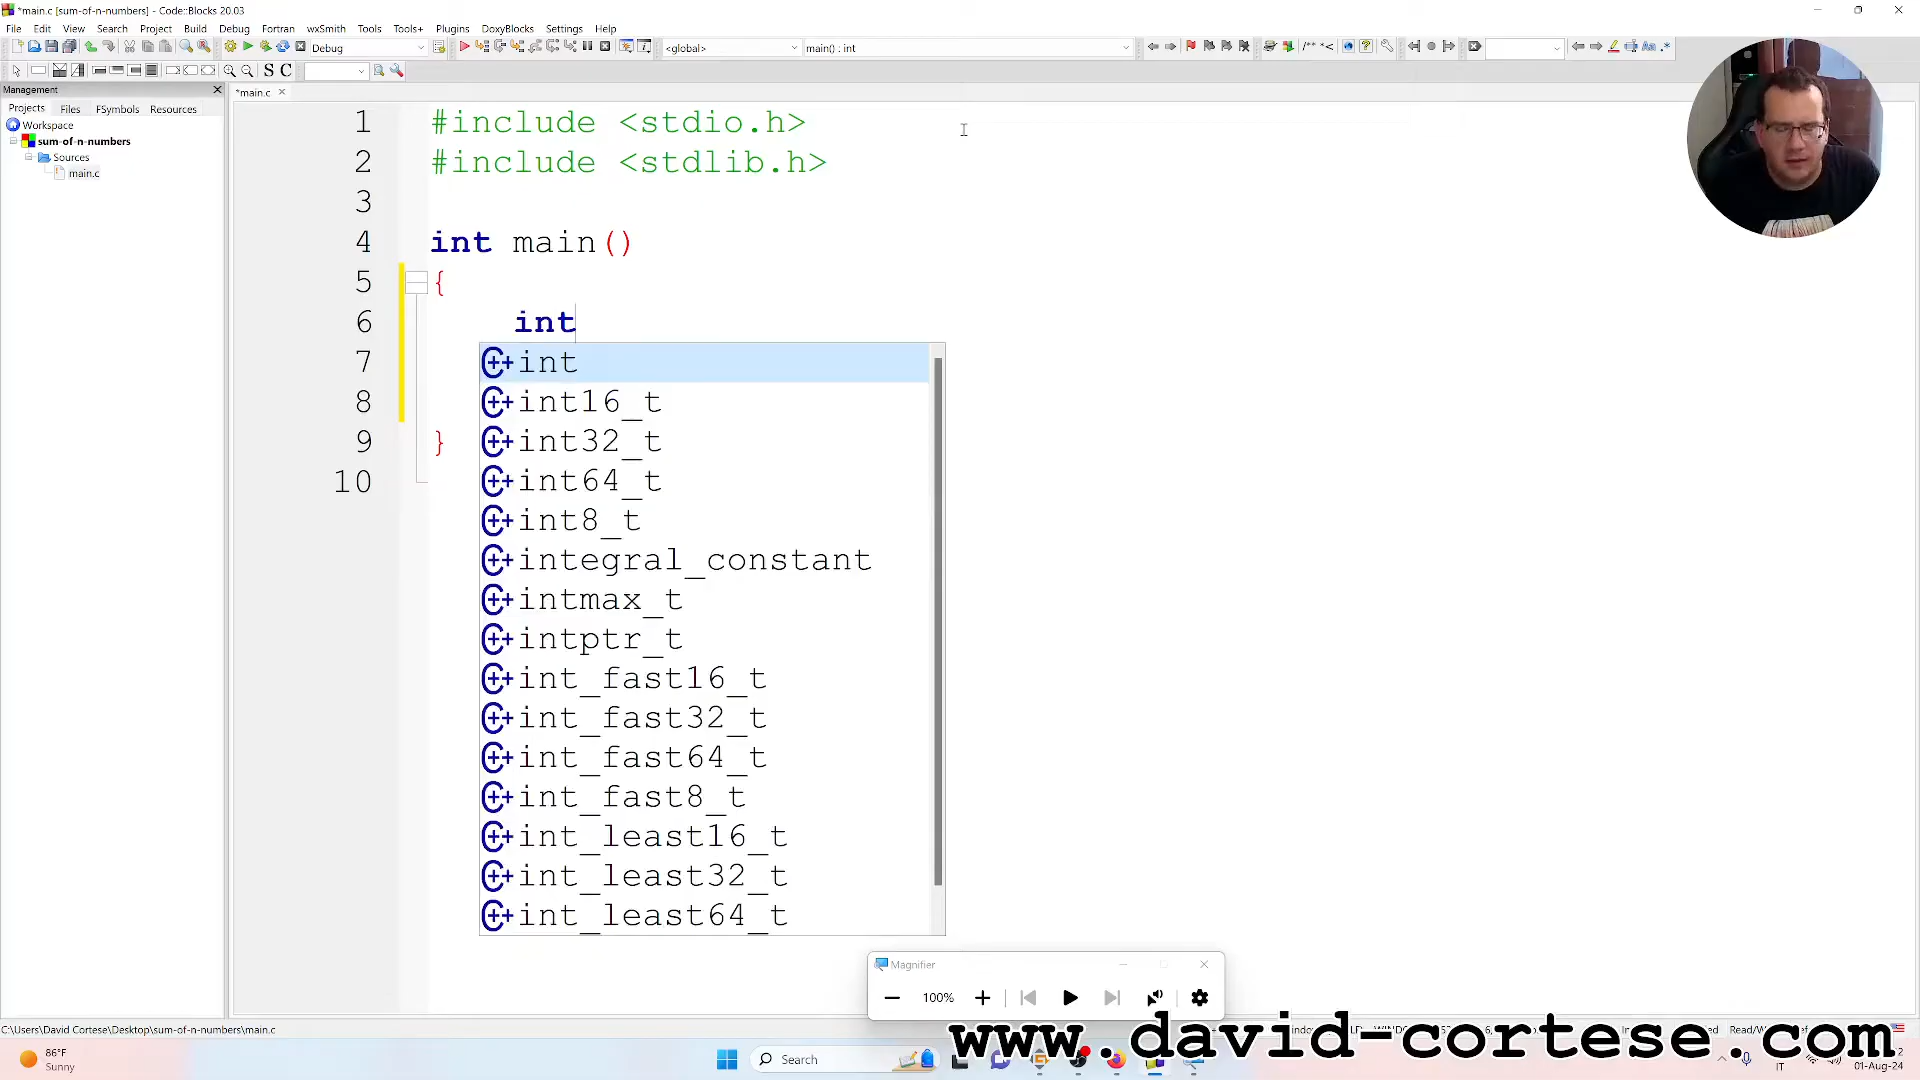 *main.c [sum-of-n-numbers] - Code::Blocks 20.03
File Edit View Search Project Build Debug Fortran wxSmith Tools Tools+ Plugins DoxyBlocks Settings Help
Debug <global> main() : int
S C
Management
Projects Files FSymbols Resources
Workspace
sum-of-n-numbers
Sources
main.c
*main.c
1 #include <stdio.h>
2 #include <stdlib.h>
3
4 int main()
5 {
6 int
7
8
9 }
10
int
int16_t
int32_t
int64_t
int8_t
integral_constant
intmax_t
intptr_t
int_fast16_t
int_fast32_t
int_fast64_t
int_fast8_t
int_least16_t
int_least32_t
int_least64_t
Magnifier
100%
C:\Users\David Cortese\Desktop\sum-of-n-numbers\main.c
www.david-cortese.com
86°F
Sunny
Search
IT
01-Aug-24